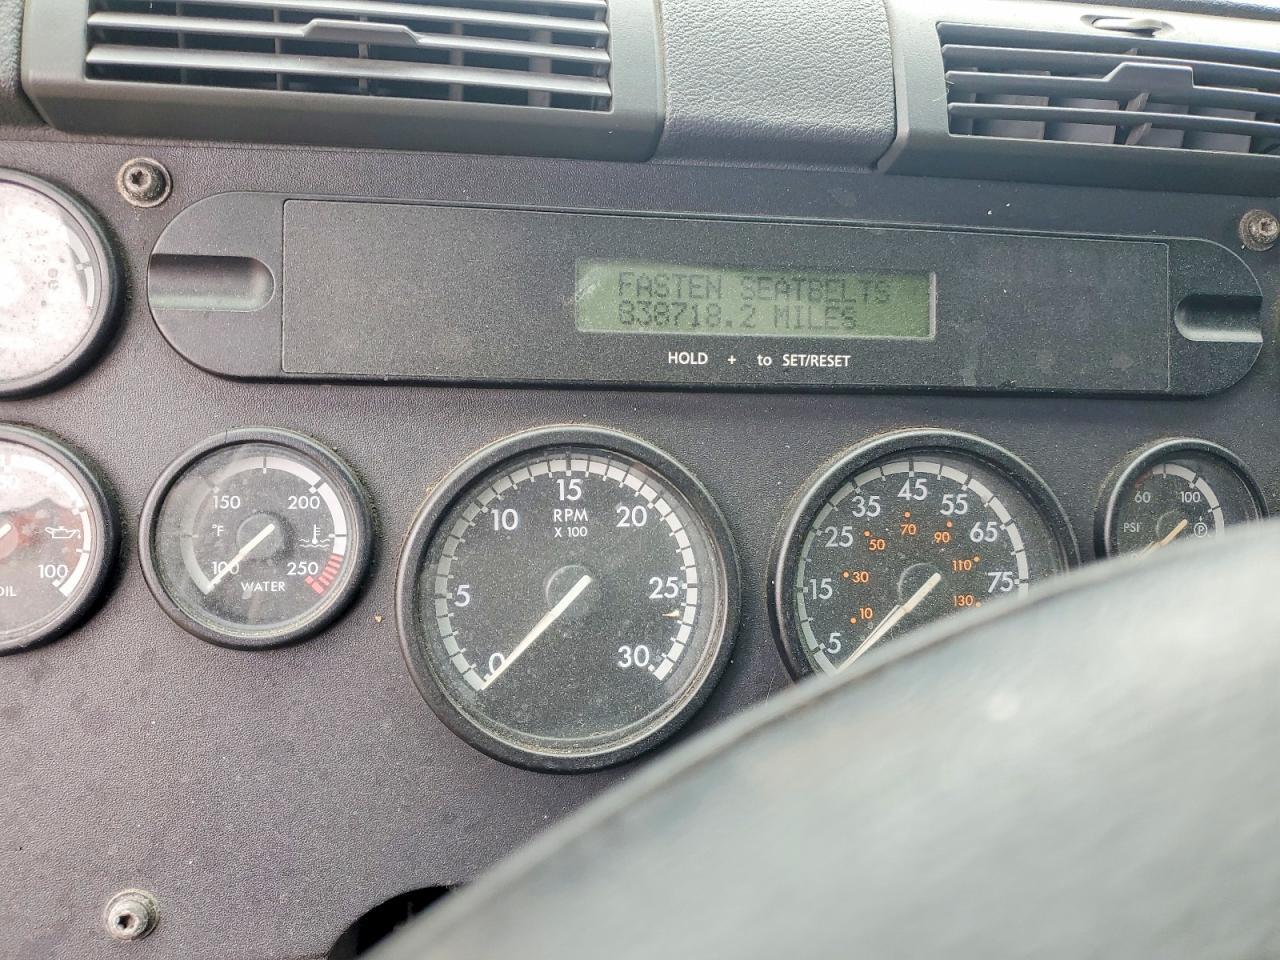 FASTEN SEATBELTS
838718.2 MILES
HOLD + to SET/RESET
100
OIL
150 200
°F
100 250
WATER
15
10 20
RPM
X 100
5 25
0 30
45
35 55
25 65
15 75
5
70
50 90
30 110
10 130
60 100
PSI
P